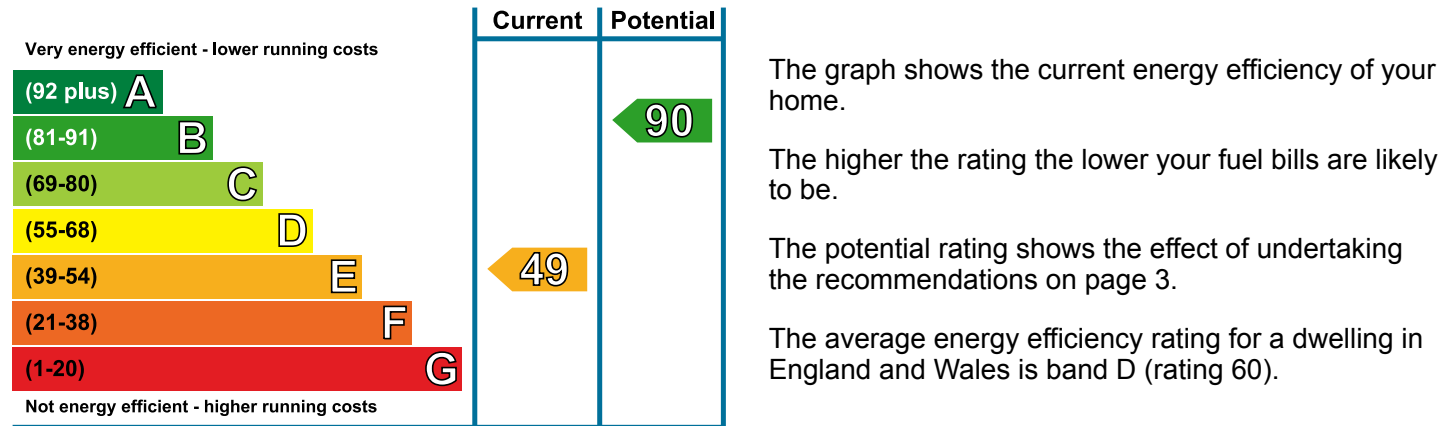 Current Potential
Very energy efficient - lower running costs
(92 plus) A
(81-91) B
90
(69-80) C
(55-68) D
(39-54) E
49
(21-38) F
(1-20) G
Not energy efficient - higher running costs
The graph shows the current energy efficiency of your
home.
The higher the rating the lower your fuel bills are likely
to be.
The potential rating shows the effect of undertaking
the recommendations on page 3.
The average energy efficiency rating for a dwelling in
England and Wales is band D (rating 60).